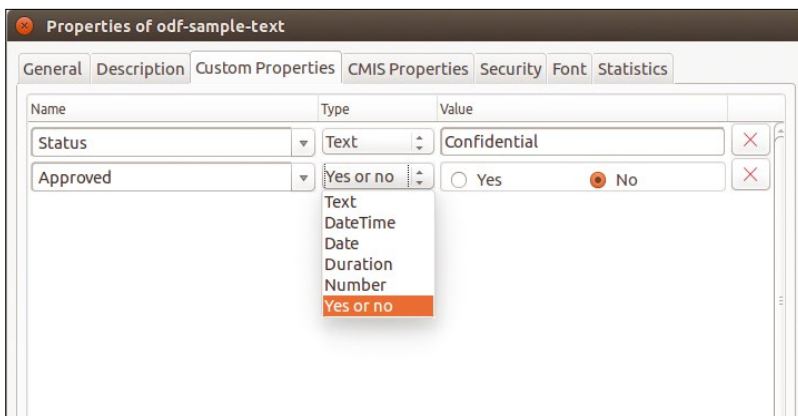 Properties of odf-sample-text
General Description Custom Properties CMIS Properties Security Font Statistics
Name Type Value
Status Text Confidential
Approved Yes or no Yes No
Text
DateTime
Date
Duration
Number
Yes or no